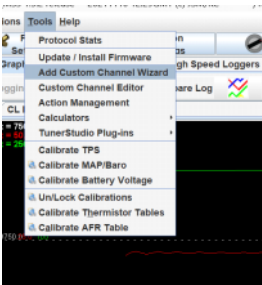 ions Tools Help
Protocol Stats
Update / Install Firmware
Add Custom Channel Wizard
Custom Channel Editor
Action Management
Calculators
TunerStudio Plug-ins
Calibrate TPS
Calibrate MAP/Baro
Calibrate Battery Voltage
Un/Lock Calibrations
Calibrate Thermistor Tables
Calibrate AFR Table
gh Speed Loggers
are Log